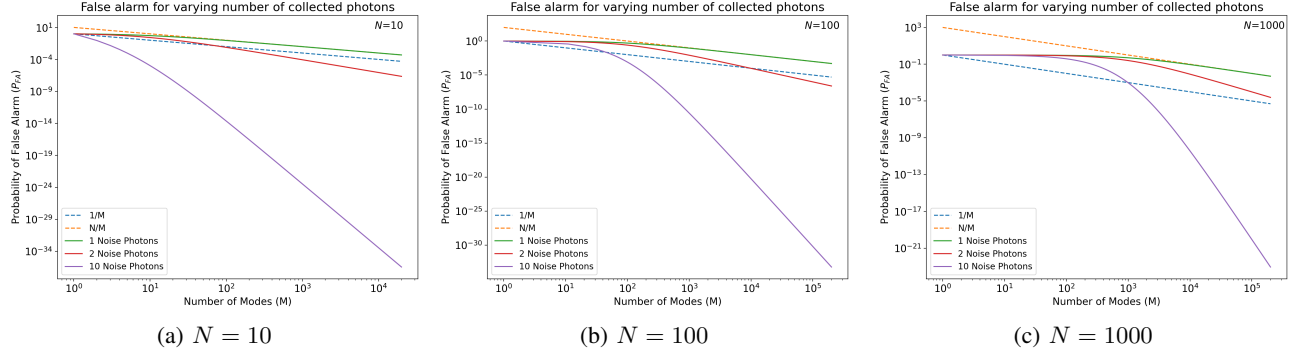 False alarm for varying number of collected photons
N=10
Probability of False Alarm (P_FA)
10^1
10^-4
10^-9
10^-14
10^-19
10^-24
10^-29
10^-34
1/M
N/M
1 Noise Photons
2 Noise Photons
10 Noise Photons
10^0 10^1 10^2 10^3 10^4
Number of Modes (M)
(a) N = 10
False alarm for varying number of collected photons
N=100
Probability of False Alarm (P_FA)
10^0
10^-5
10^-10
10^-15
10^-20
10^-25
10^-30
1/M
N/M
1 Noise Photons
2 Noise Photons
10 Noise Photons
10^0 10^1 10^2 10^3 10^4 10^5
Number of Modes (M)
(b) N = 100
False alarm for varying number of collected photons
N=1000
Probability of False Alarm (P_FA)
10^3
10^-1
10^-5
10^-9
10^-13
10^-17
10^-21
1/M
N/M
1 Noise Photons
2 Noise Photons
10 Noise Photons
10^0 10^1 10^2 10^3 10^4 10^5
Number of Modes (M)
(c) N = 1000